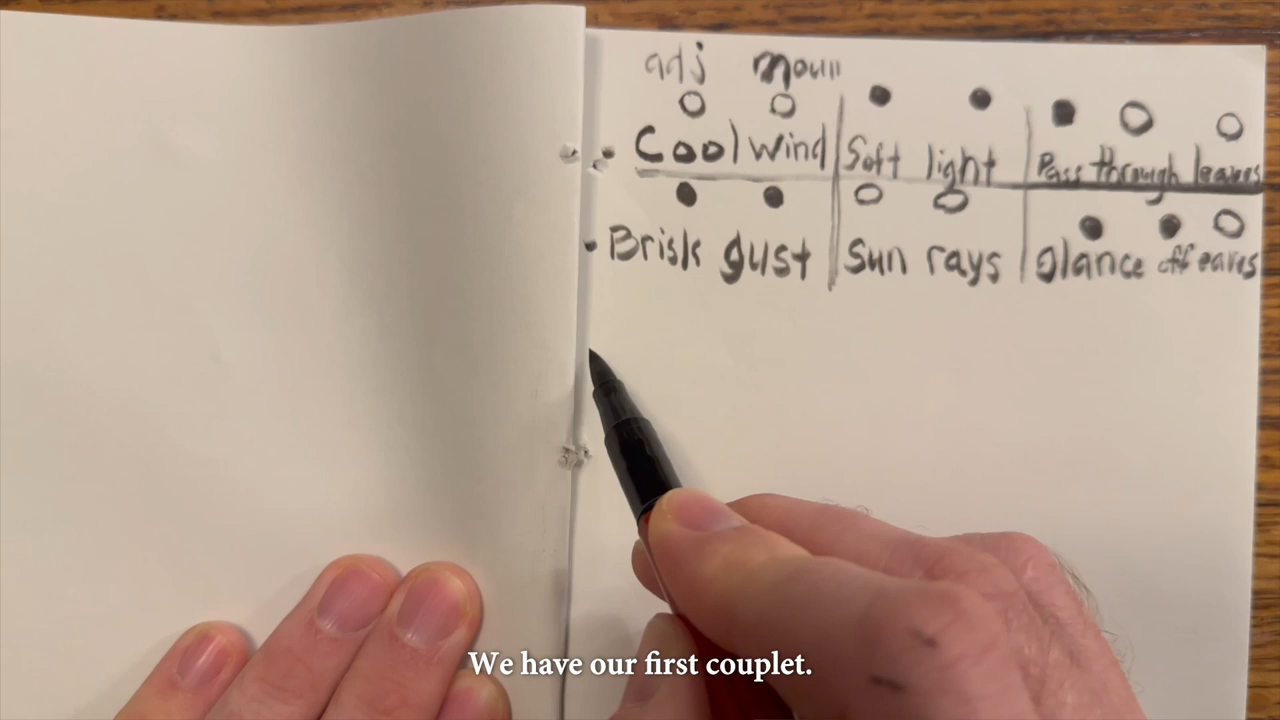 adj noun
Cool wind Soft light Pass through leaves
Brisk gust Sun rays glance off eaves
We have our first couplet.